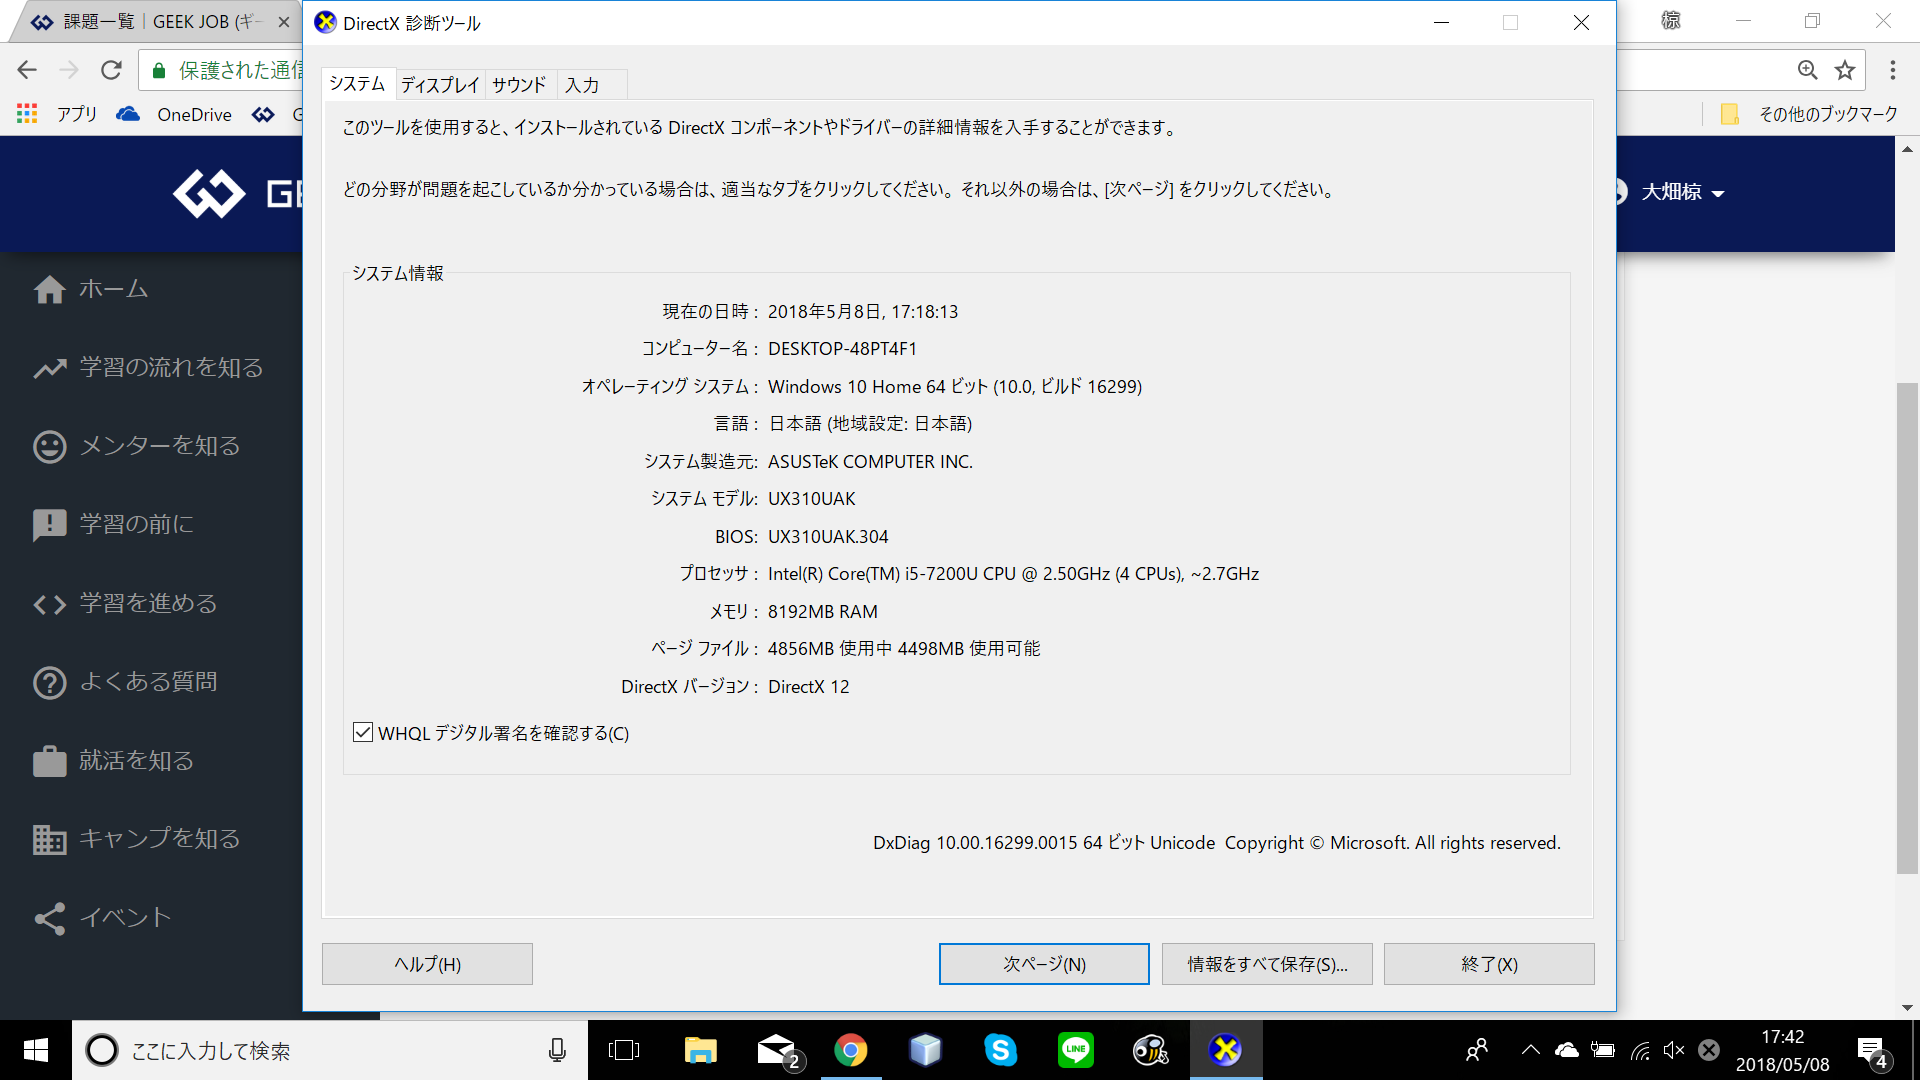 課題一覧｜GEEK JOB (ギー
DirectX 診断ツール
椋
保護された通信
アプリ
OneDrive
G
その他のブックマーク
GE
大畑椋
ホーム
学習の流れを知る
メンターを知る
学習の前に
学習を進める
よくある質問
就活を知る
キャンプを知る
イベント
システム
ディスプレイ
サウンド
入力
このツールを使用すると、インストールされている DirectX コンポーネントやドライバーの詳細情報を入手することができます。
どの分野が問題を起こしているか分かっている場合は、適当なタブをクリックしてください。それ以外の場合は、[次ページ] をクリックしてください。
システム情報
現在の日時 : 2018年5月8日, 17:18:13
コンピューター名 : DESKTOP-48PT4F1
オペレーティング システム : Windows 10 Home 64 ビット (10.0, ビルド 16299)
言語 : 日本語 (地域設定: 日本語)
システム製造元: ASUSTeK COMPUTER INC.
システム モデル: UX310UAK
BIOS: UX310UAK.304
プロセッサ : Intel(R) Core(TM) i5-7200U CPU @ 2.50GHz (4 CPUs), ~2.7GHz
メモリ : 8192MB RAM
ページ ファイル : 4856MB 使用中 4498MB 使用可能
DirectX バージョン : DirectX 12
WHQL デジタル署名を確認する(C)
DxDiag 10.00.16299.0015 64 ビット Unicode  Copyright © Microsoft. All rights reserved.
ヘルプ(H)
次ページ(N)
情報をすべて保存(S)...
終了(X)
ここに入力して検索
2
S
LINE
17:42
2018/05/08
4